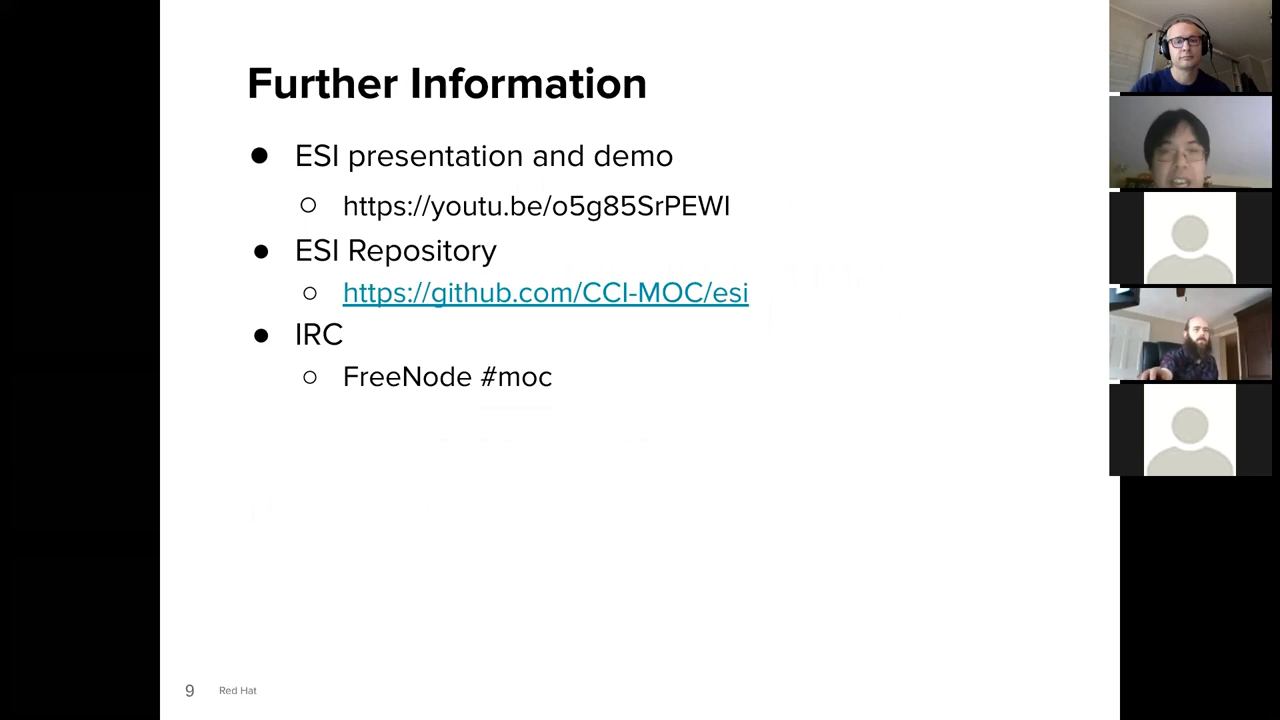 Further Information
● ESI presentation and demo
○ https://youtu.be/o5g85SrPEWI
● ESI Repository
○ https://github.com/CCI-MOC/esi
● IRC
○ FreeNode #moc
9 Red Hat